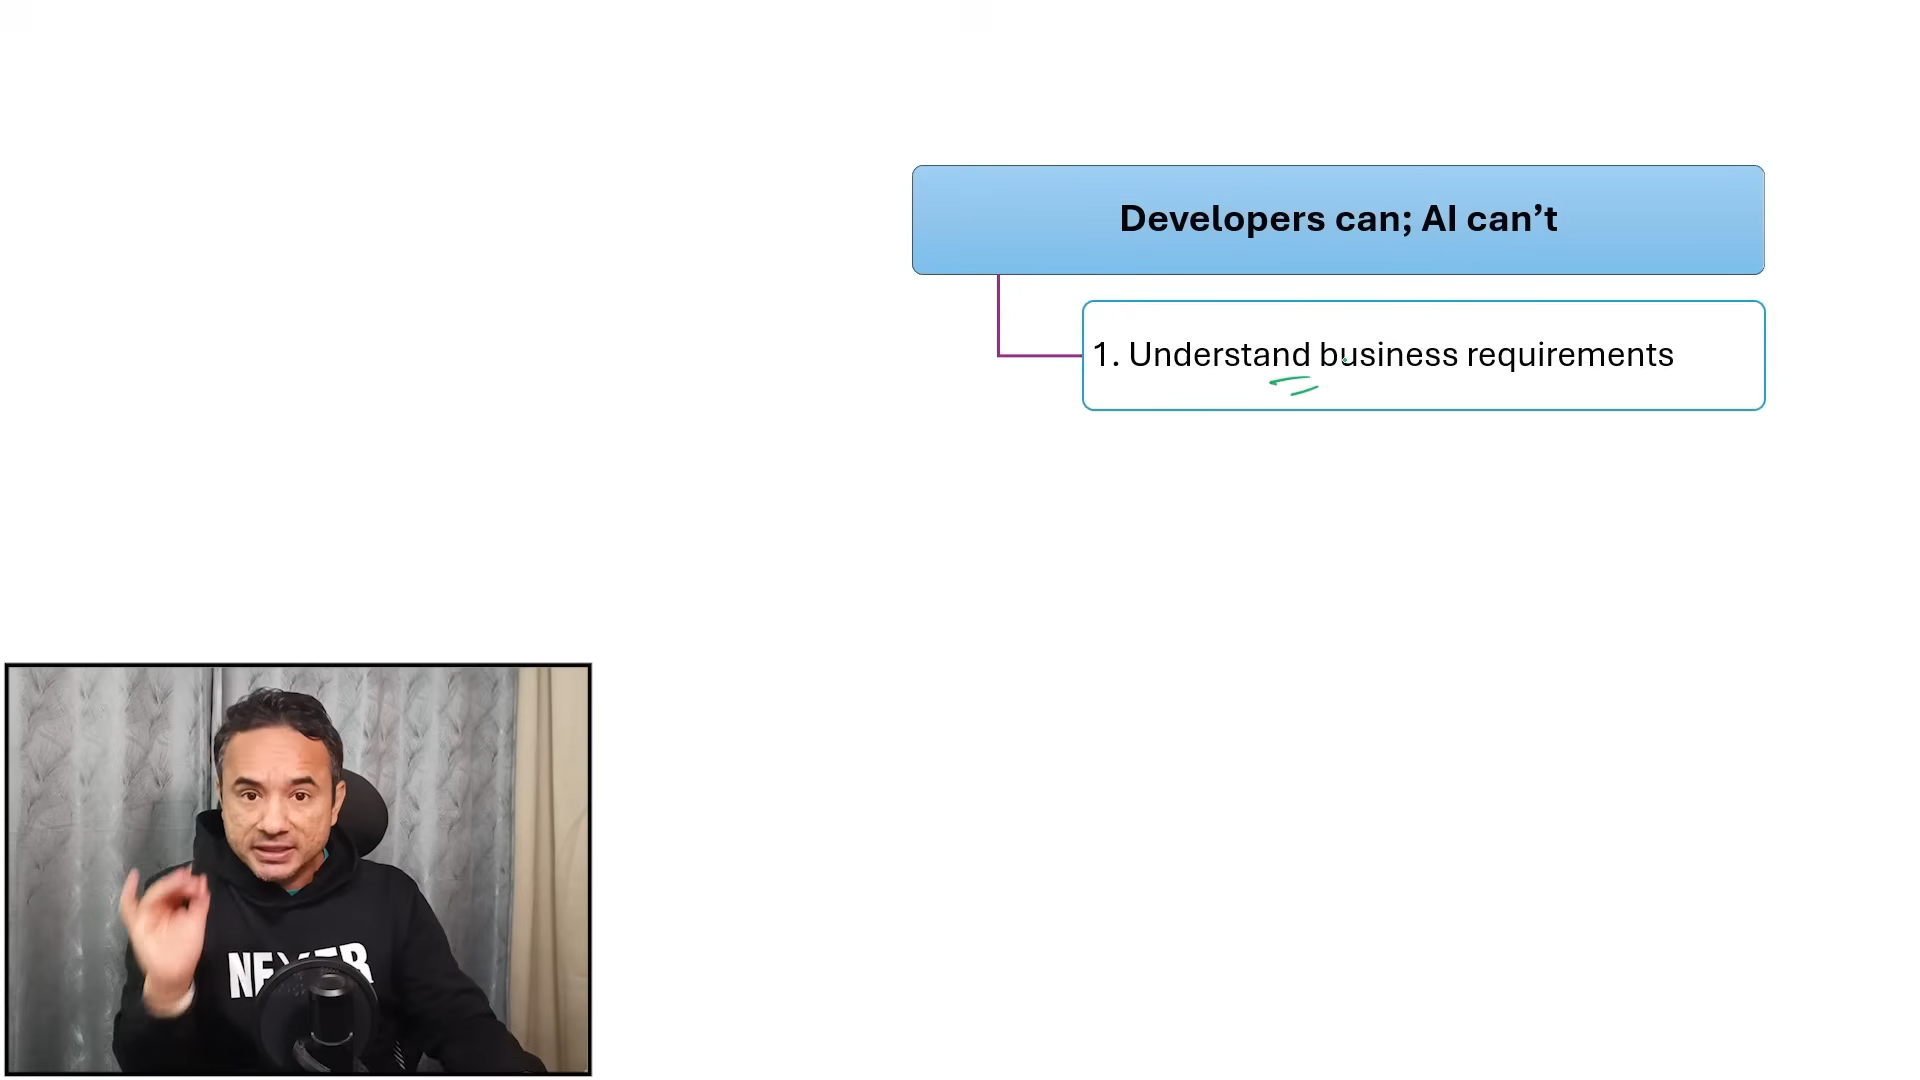 Developers can; AI can’t
1. Understand business requirements